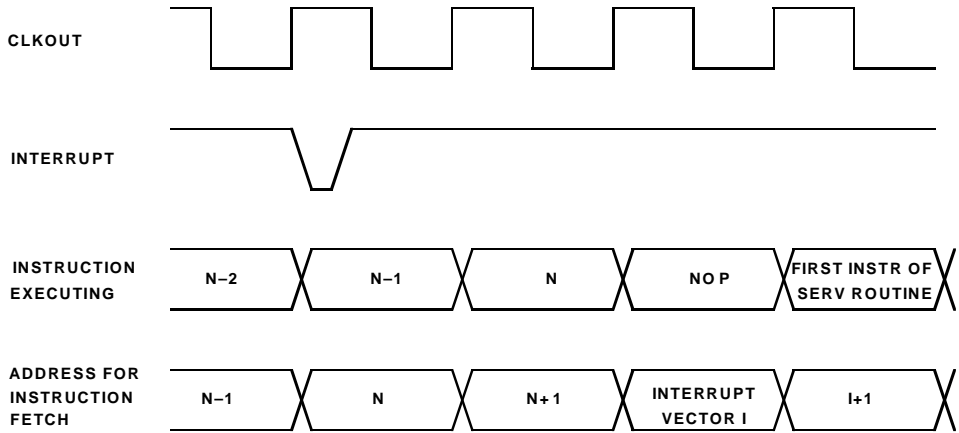 CLKOUT
INTERRUPT
INSTRUCTION
EXECUTING
N–2
N–1
N
NOP
FIRST INSTR OF
SERV ROUTINE
ADDRESS FOR
INSTRUCTION
FETCH
N–1
N
N+1
INTERRUPT
VECTOR I
I+1